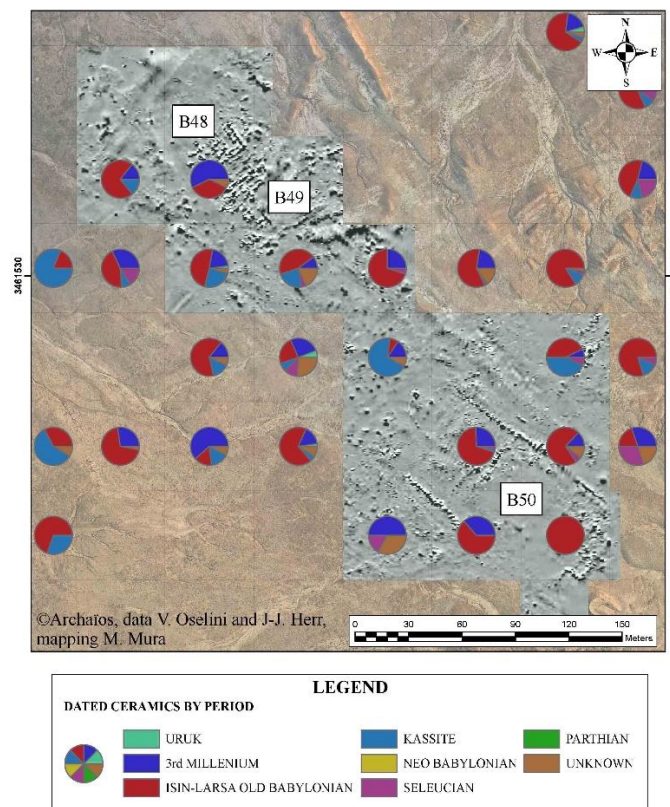 N
W E
S
B48
B49
3461530
B50
©Archaïos, data V. Oselini and J-J. Herr,
mapping M. Mura
0 30 60 90 120 150
Meters
LEGEND
DATED CERAMICS BY PERIOD
URUK
3rd MILLENIUM
ISIN-LARSA OLD BABYLONIAN
KASSITE
NEO BABYLONIAN
SELEUCIAN
PARTHIAN
UNKNOWN